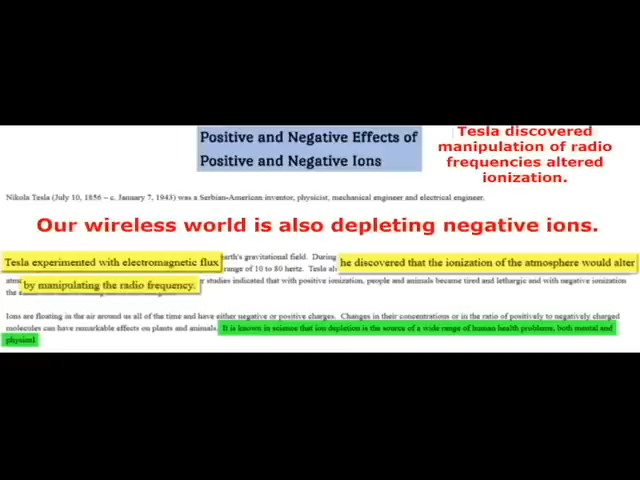 Positive and Negative Effects of
Positive and Negative Ions
Tesla discovered
manipulation of radio
frequencies altered
ionization.
Nikola Tesla (July 10, 1856 – c. January 7, 1943) was a Serbian-American inventor, physicist, mechanical engineer and electrical engineer.
Our wireless world is also depleting negative ions.
Tesla experimented with electromagnetic flux earth's gravitational field. During he discovered that the ionization of the atmosphere would alter
range of 10 to 80 hertz. Tesla
by manipulating the radio frequency. studies indicated that with positive ionization, people and animals became tired and lethargic and with negative ionization
Ions are floating in the air around us all of the time and have either negative or positive charges. Changes in their concentrations or in the ratio of positively to negatively charged
molecules can have remarkable effects on plants and animals. It is known in science that ion depletion is the source of a wide range of human health problems, both mental and
physical.